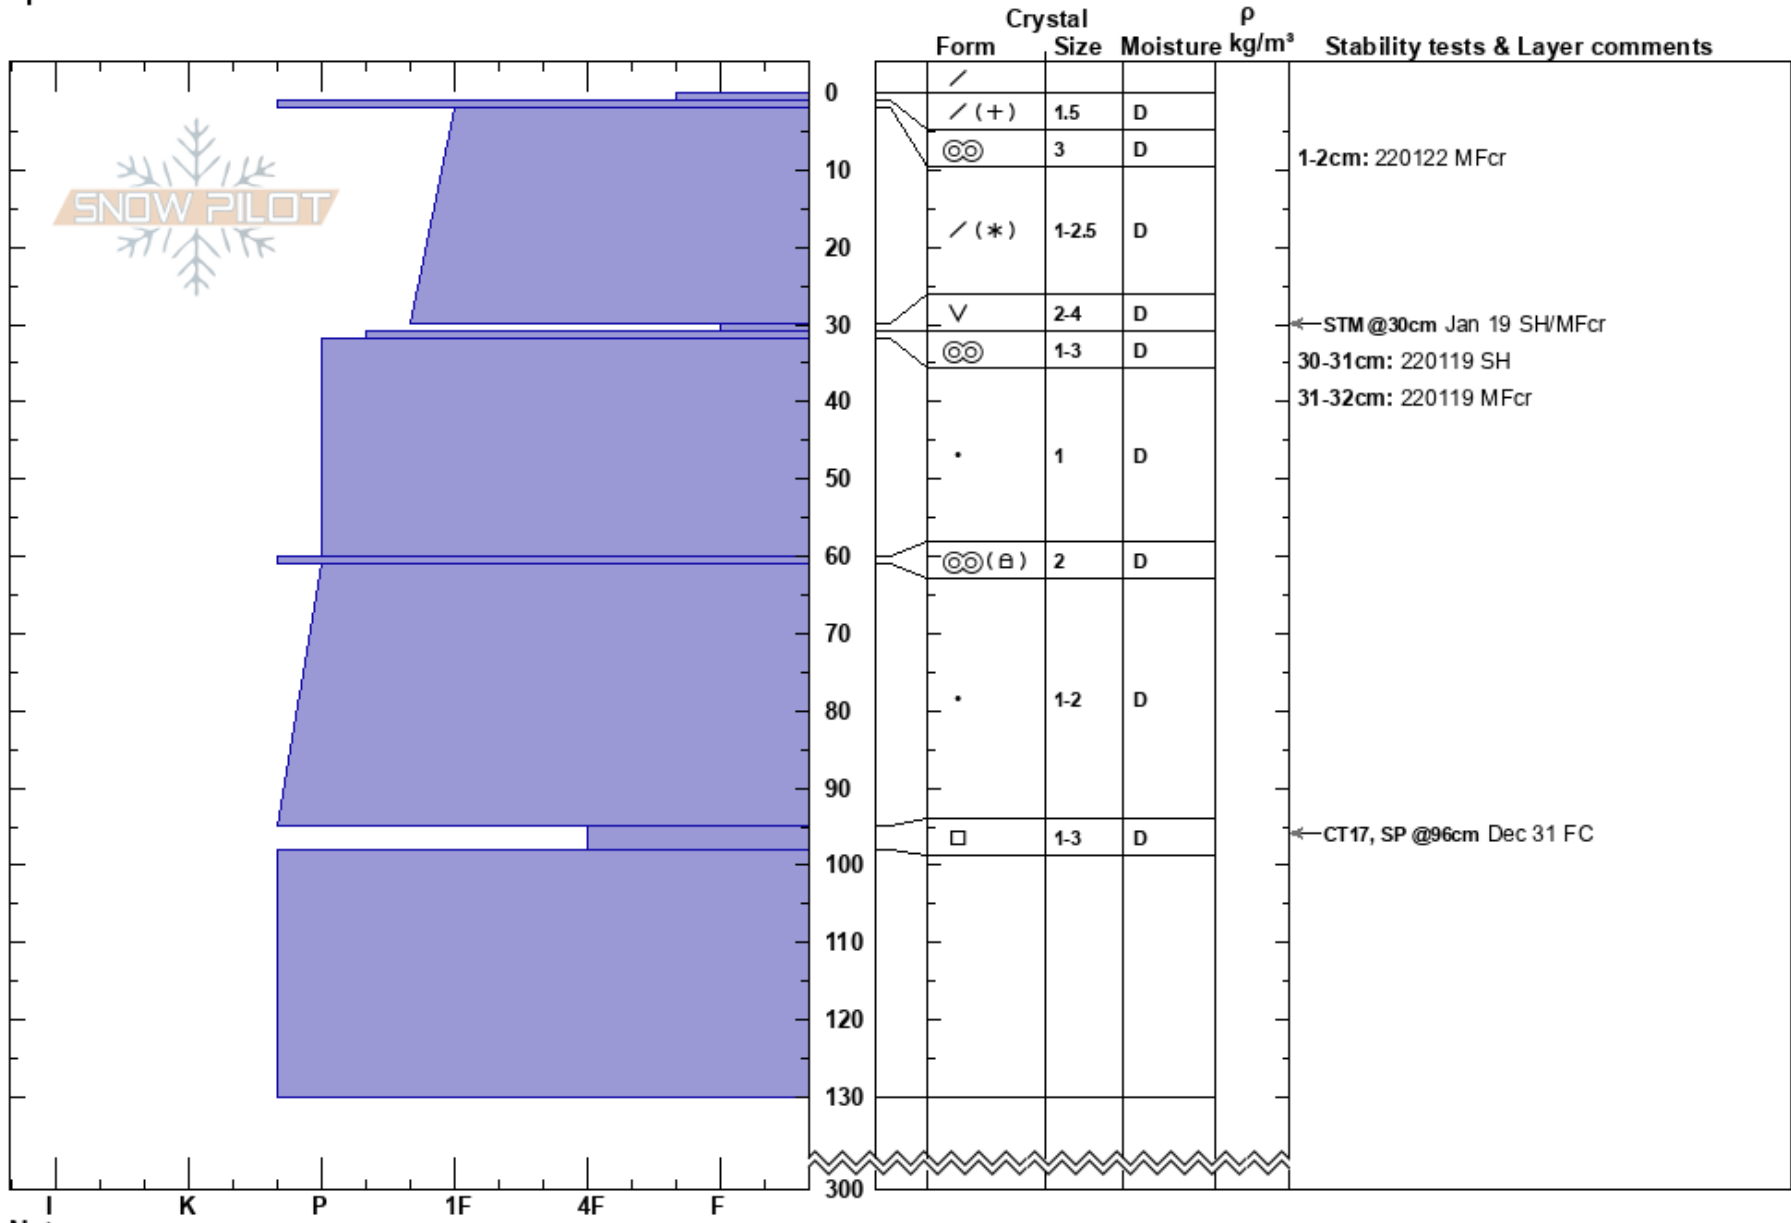 Crystal ρ
Form Size Moisture kg/m³ Stability tests & Layer comments
0
/
/ (+) 1.5 D
3 D
1-2cm: 220122 MFcr
10
SNOW PILOT
/ (*) 1-2.5 D
20
V 2-4 D
30
STM @30cm Jan 19 SH/MFcr
1-3 D
30-31cm: 220119 SH
31-32cm: 220119 MFcr
40
1 D
50
60
2 D
70
1-2 D
80
90
1-3 D
CT17, SP @96cm Dec 31 FC
100
110
120
130
300
I K P 1F 4F F